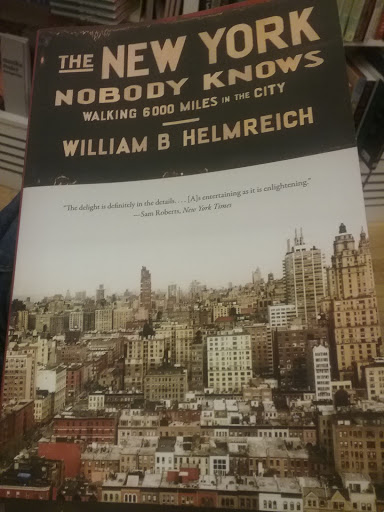 THE NEW YORK
NOBODY KNOWS
WALKING 6000 MILES IN THE CITY
WILLIAM B HELMREICH
"The delight is definitely in the details. . . . [A]s entertaining as it is enlightening."
—Sam Roberts, New York Times